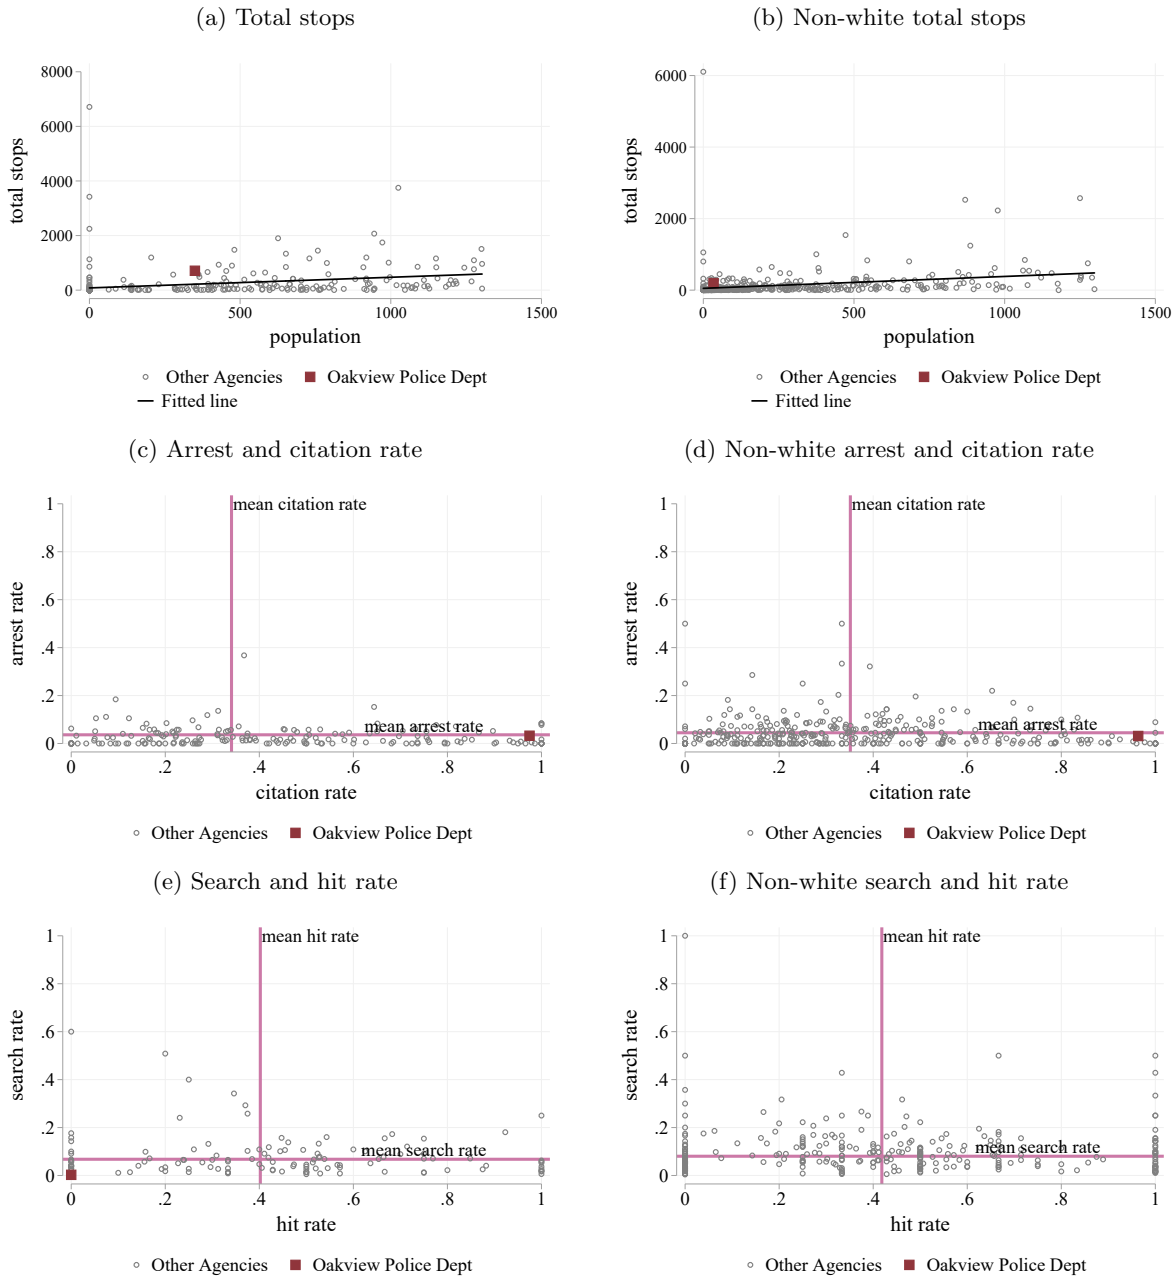 (a) Total stops
(b) Non-white total stops
total stops
8000
6000
4000
2000
0
0 500 1000 1500
population
Other Agencies Oakview Police Dept
Fitted line
total stops
6000
4000
2000
0
0 500 1000 1500
population
Other Agencies Oakview Police Dept
Fitted line
(c) Arrest and citation rate
(d) Non-white arrest and citation rate
arrest rate
1
.8
.6
.4
.2
0
mean citation rate
mean arrest rate
0 .2 .4 .6 .8 1
citation rate
Other Agencies Oakview Police Dept
arrest rate
1
.8
.6
.4
.2
0
mean citation rate
mean arrest rate
0 .2 .4 .6 .8 1
citation rate
Other Agencies Oakview Police Dept
(e) Search and hit rate
(f) Non-white search and hit rate
search rate
1
.8
.6
.4
.2
0
mean hit rate
mean search rate
0 .2 .4 .6 .8 1
hit rate
Other Agencies Oakview Police Dept
search rate
1
.8
.6
.4
.2
0
mean hit rate
mean search rate
0 .2 .4 .6 .8 1
hit rate
Other Agencies Oakview Police Dept